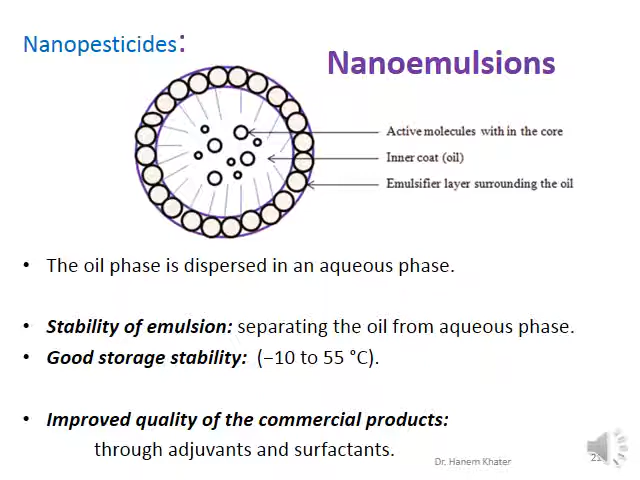 Nanopesticides:
Nanoemulsions
Active molecules with in the core
Inner coat (oil)
Emulsifier layer surrounding the oil
• The oil phase is dispersed in an aqueous phase.
• Stability of emulsion: separating the oil from aqueous phase.
• Good storage stability: (−10 to 55 °C).
• Improved quality of the commercial products:
through adjuvants and surfactants.
Dr. Hanem Khater